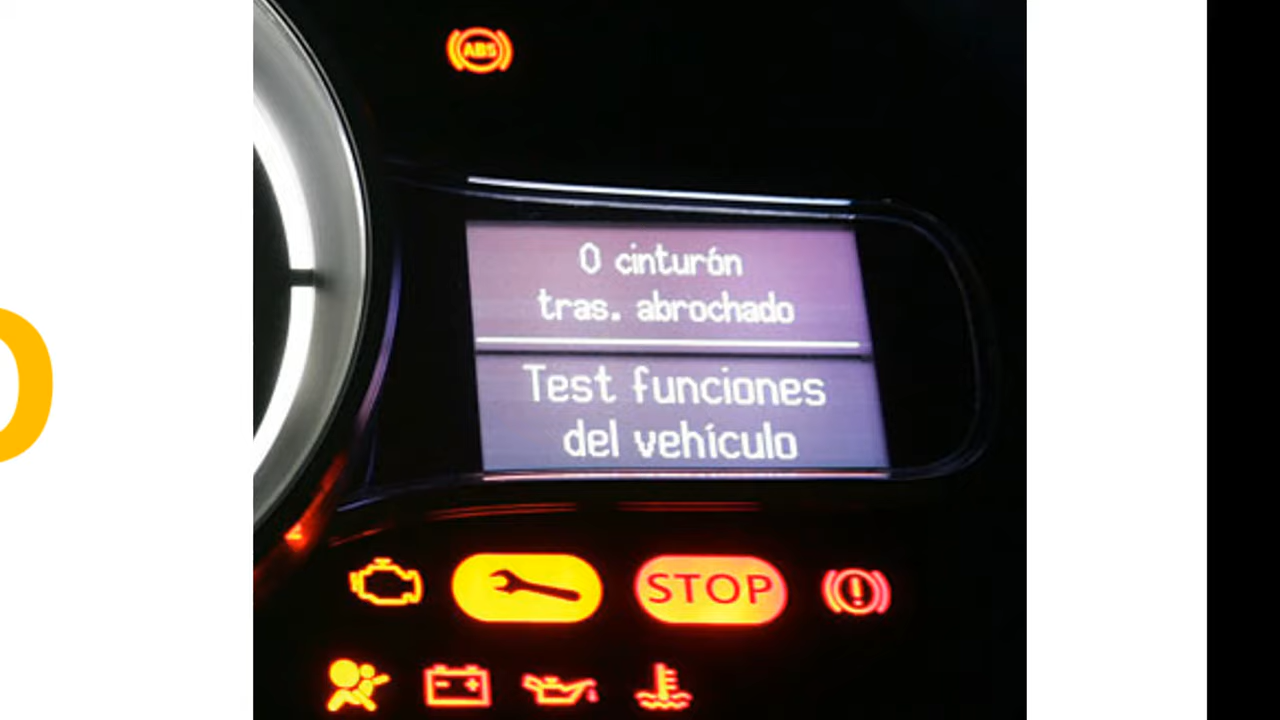 ABS
0 cinturón
tras. abrochado
Test funciones
del vehículo
STOP